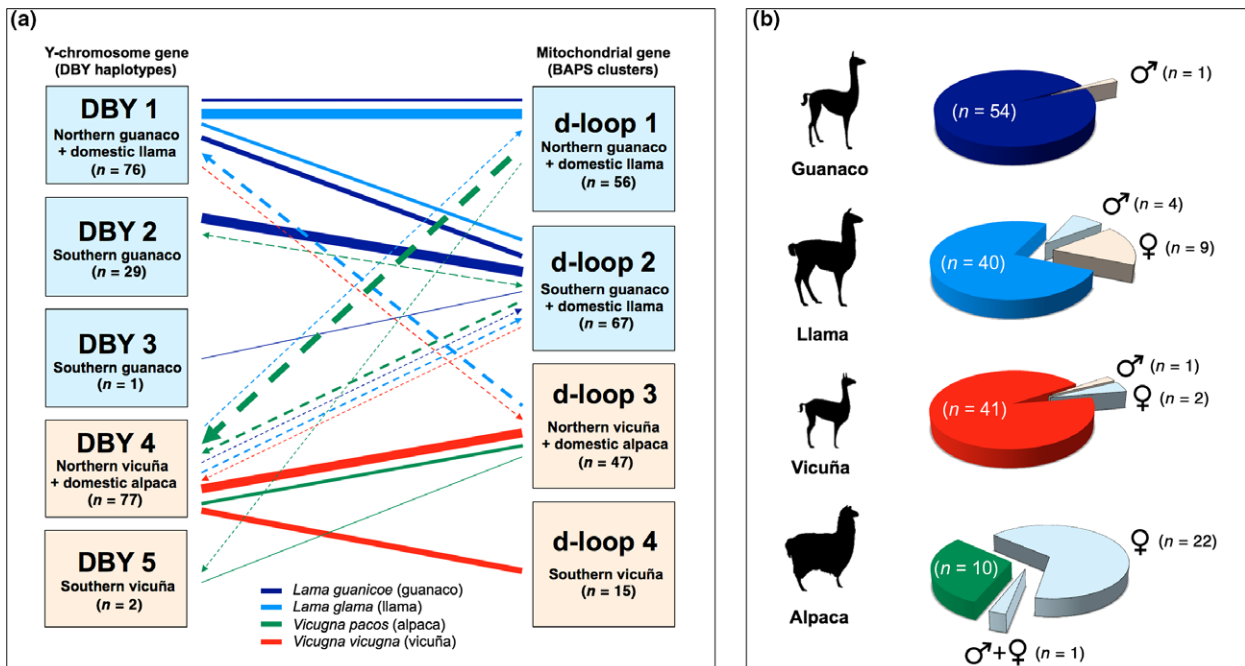 (a)
Y-chromosome gene
(DBY haplotypes)
Mitochondrial gene
(BAPS clusters)
DBY 1
Northern guanaco
+ domestic llama
(n = 76)
DBY 2
Southern guanaco
(n = 29)
DBY 3
Southern guanaco
(n = 1)
DBY 4
Northern vicuña
+ domestic alpaca
(n = 77)
DBY 5
Southern vicuña
(n = 2)
d-loop 1
Northern guanaco
+ domestic llama
(n = 56)
d-loop 2
Southern guanaco
+ domestic llama
(n = 67)
d-loop 3
Northern vicuña
+ domestic alpaca
(n = 47)
d-loop 4
Southern vicuña
(n = 15)
Lama guanicoe (guanaco)
Lama glama (llama)
Vicugna pacos (alpaca)
Vicugna vicugna (vicuña)
(b)
Guanaco
(n = 54)
♂ (n = 1)
Llama
(n = 40)
♂ (n = 4)
♀ (n = 9)
Vicuña
(n = 41)
♂ (n = 1)
♀ (n = 2)
Alpaca
(n = 10)
♀ (n = 22)
♂+♀ (n = 1)